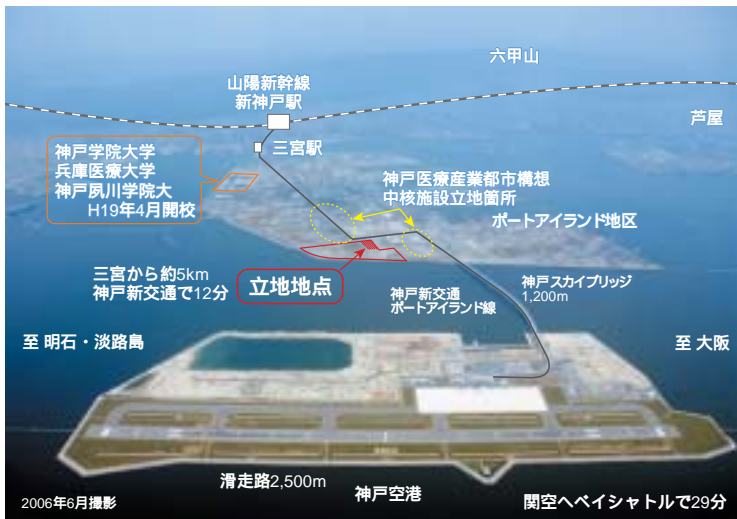 六甲山
山陽新幹線
新神戸駅
芦屋
三宮駅
神戸学院大学
兵庫医療大学
神戸夙川学院大
H19年4月開校
神戸医療産業都市構想
中核施設立地箇所
ポートアイランド地区
三宮から約5km
神戸新交通で12分
立地地点
神戸新交通
ポートアイランド線
神戸スカイブリッジ
1,200m
至 明石・淡路島
至 大阪
滑走路2,500m
神戸空港
2006年6月撮影
関空へベイシャトルで29分